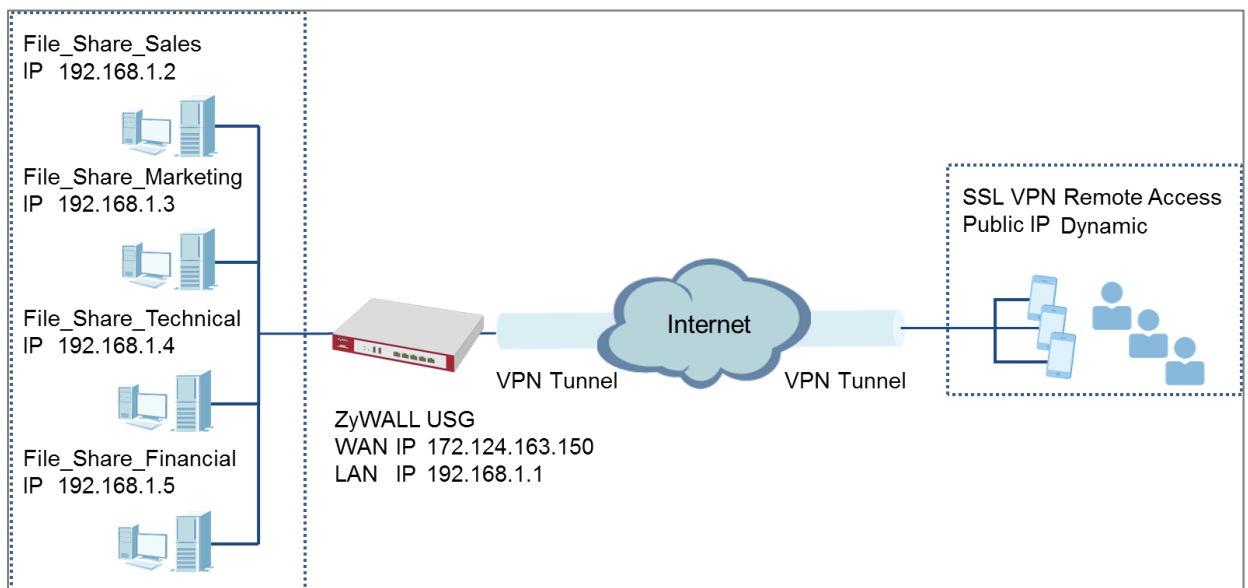 File_Share_Sales
IP 192.168.1.2
File_Share_Marketing
IP 192.168.1.3
File_Share_Technical
IP 192.168.1.4
File_Share_Financial
IP 192.168.1.5
ZyWALL USG
WAN IP 172.124.163.150
LAN IP 192.168.1.1
VPN Tunnel
Internet
VPN Tunnel
SSL VPN Remote Access
Public IP Dynamic